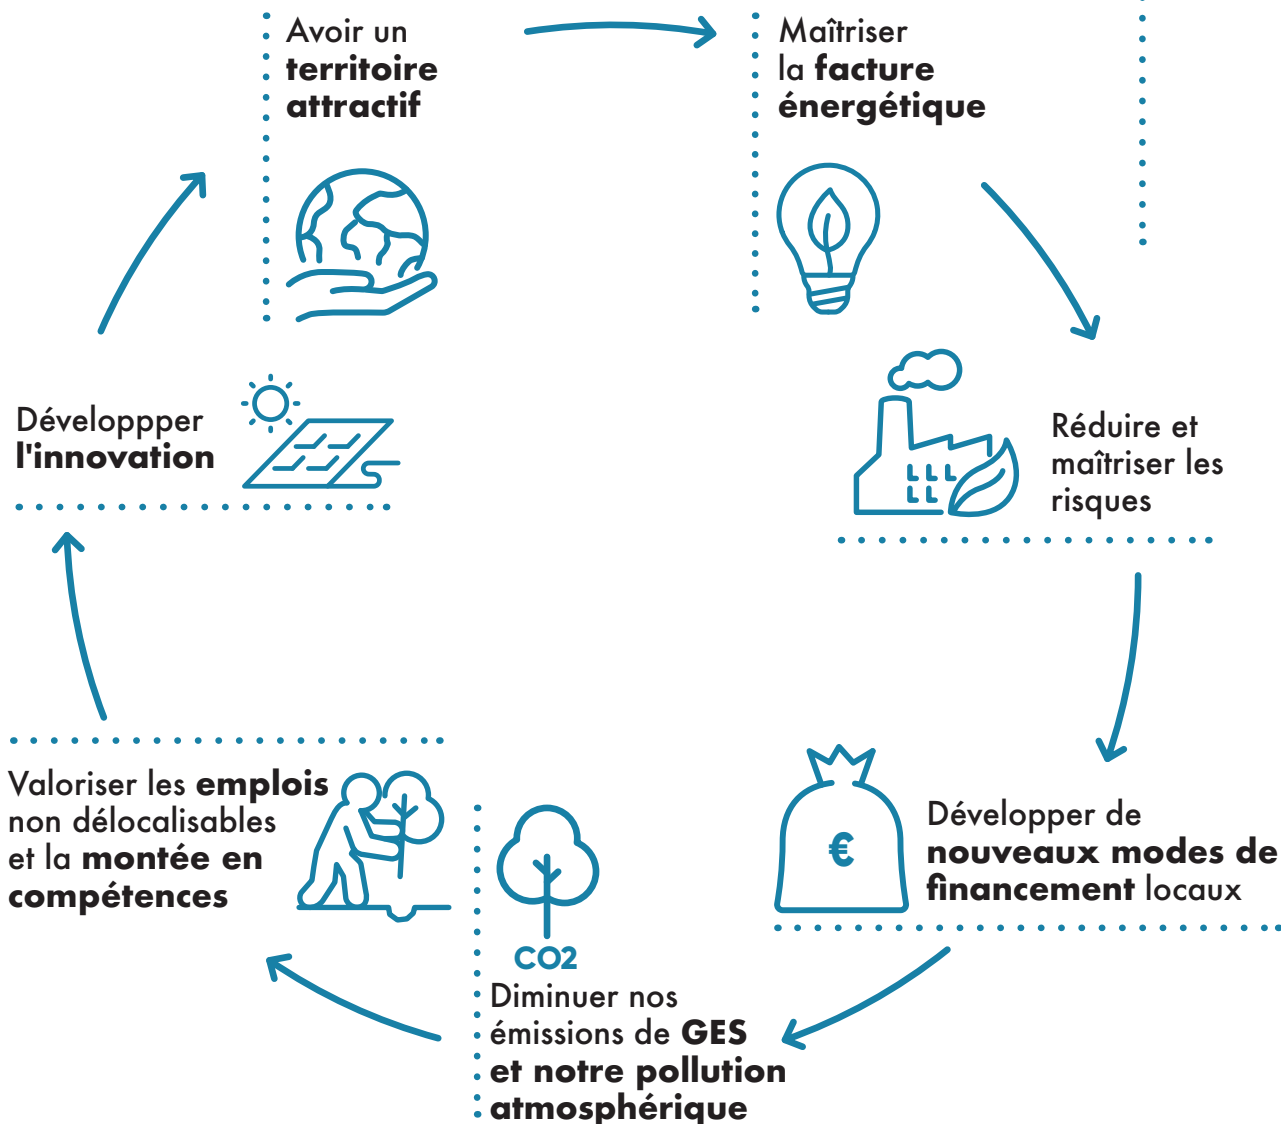 Avoir un
territoire
attractif
Maîtriser
la facture
énergétique
Réduire et
maîtriser les
risques
€
Développer de
nouveaux modes de
financement locaux
CO2
Diminuer nos
émissions de GES
et notre pollution
atmosphérique
Valoriser les emplois
non délocalisables
et la montée en
compétences
Développper
l'innovation